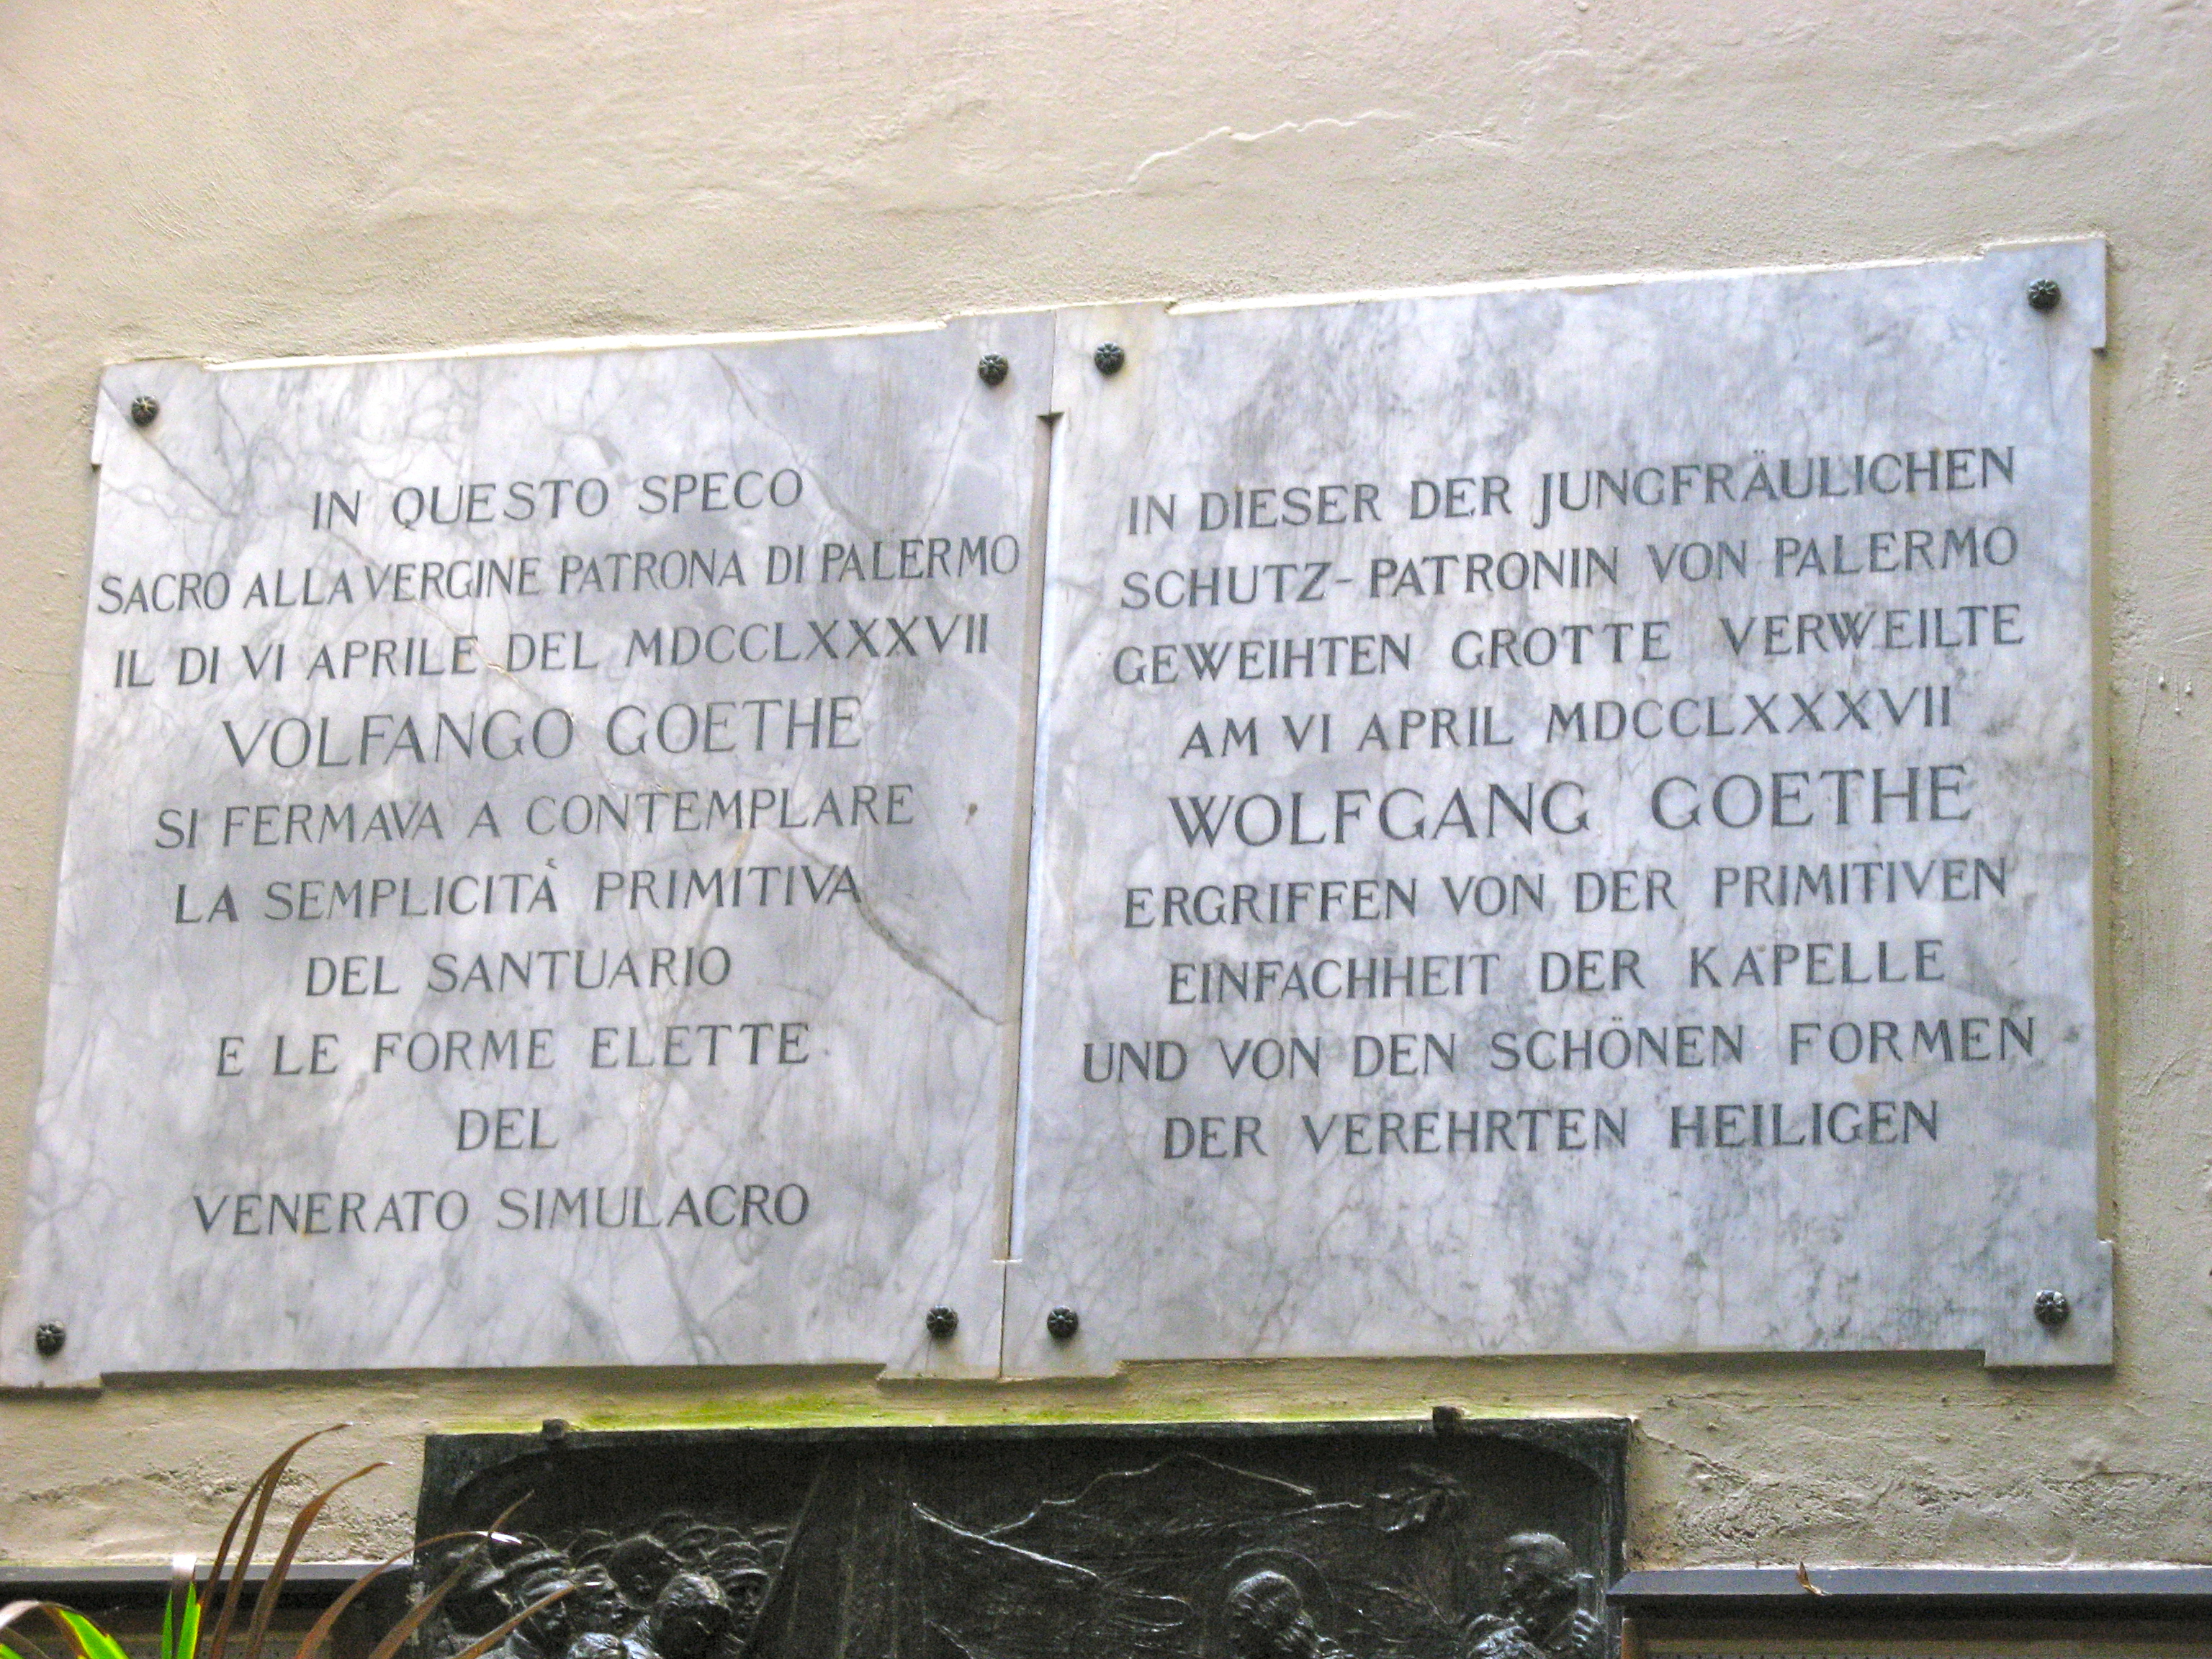 IN QUESTO SPECO
SACRO ALLA VERGINE PATRONA DI PALERMO
IL DI VI APRILE DEL MDCCLXXXVII
VOLFANGO GOETHE
SI FERMAVA A CONTEMPLARE
LA SEMPLICITÀ PRIMITIVA
DEL SANTUARIO
E LE FORME ELETTE
DEL
VENERATO SIMULACRO
IN DIESER DER JUNGFRÄULICHEN
SCHUTZ-PATRONIN VON PALERMO
GEWEIHTEN GROTTE VERWEILTE
AM VI APRIL MDCCLXXXVII
WOLFGANG GOETHE
ERGRIFFEN VON DER PRIMITIVEN
EINFACHHEIT DER KAPELLE
UND VON DEN SCHÖNEN FORMEN
DER VEREHRTEN HEILIGEN